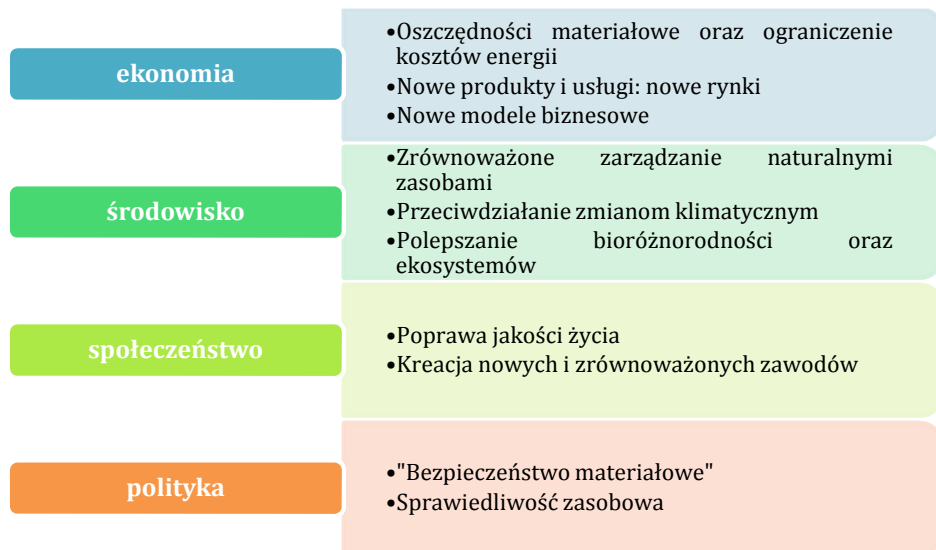 ekonomia
•Oszczędności materiałowe oraz ograniczenie
kosztów energii
•Nowe produkty i usługi: nowe rynki
•Nowe modele biznesowe
środowisko
•Zrównoważone zarządzanie naturalnymi
zasobami
•Przeciwdziałanie zmianom klimatycznym
•Polepszanie bioróżnorodności oraz
ekosystemów
społeczeństwo
•Poprawa jakości życia
•Kreacja nowych i zrównoważonych zawodów
polityka
•"Bezpieczeństwo materiałowe"
•Sprawiedliwość zasobowa